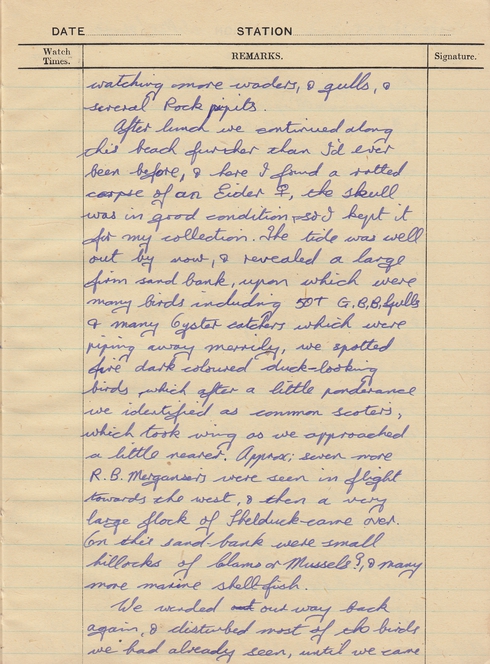 DATE STATION
Watch Times. REMARKS. Signature.
watching more waders, & gulls, &
several Rock pipits.
After lunch we continued along
this beach further than I'd ever
been before, & here I found a rotted
corpse of an Eider ♀, the skull
was in good condition, so I kept it
for my collection. The tide was well
out by now, & revealed a large
firm sand bank, upon which were
many birds including 50+ G.B.B. Gulls
& many Oyster catchers which were
piping away merrily, we spotted
five dark coloured duck-looking
birds, which after a little ponderance
we identified as common scoters,
which took wing as we approached
a little nearer. Approx; seven more
R.B. Mergansers were seen in flight
towards the west, & then a very
large flock of Shelduck came over.
On this sand-bank were small
hillocks of Clams or Mussels?, & many
more marine shellfish.
We wended out our way back
again, & disturbed most of the birds
we had already seen, until we came